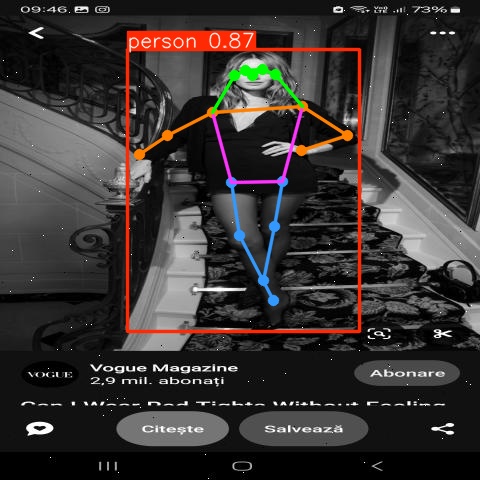 09:46
73%
person 0.87
VOGUE
Vogue Magazine
2,9 mil. abonați
Abonare
Can I Wear Red Tights Without Feeling
Citește
Salvează